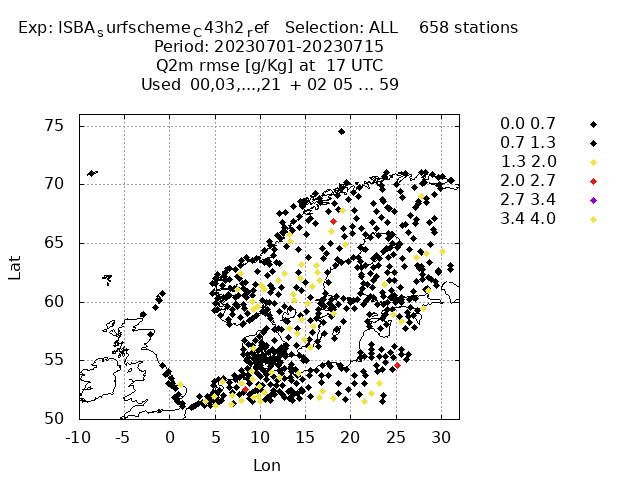 Exp: ISBAsurfschemeC43h2ref Selection: ALL 658 stations
Period: 20230701-20230715
Q2m rmse [g/Kg] at 17 UTC
Used 00,03,...,21 + 02 05 ... 59
0.0 0.7
0.7 1.3
1.3 2.0
2.0 2.7
2.7 3.4
3.4 4.0
75
70
65
60
55
50
Lat
-10 -5 0 5 10 15 20 25 30
Lon